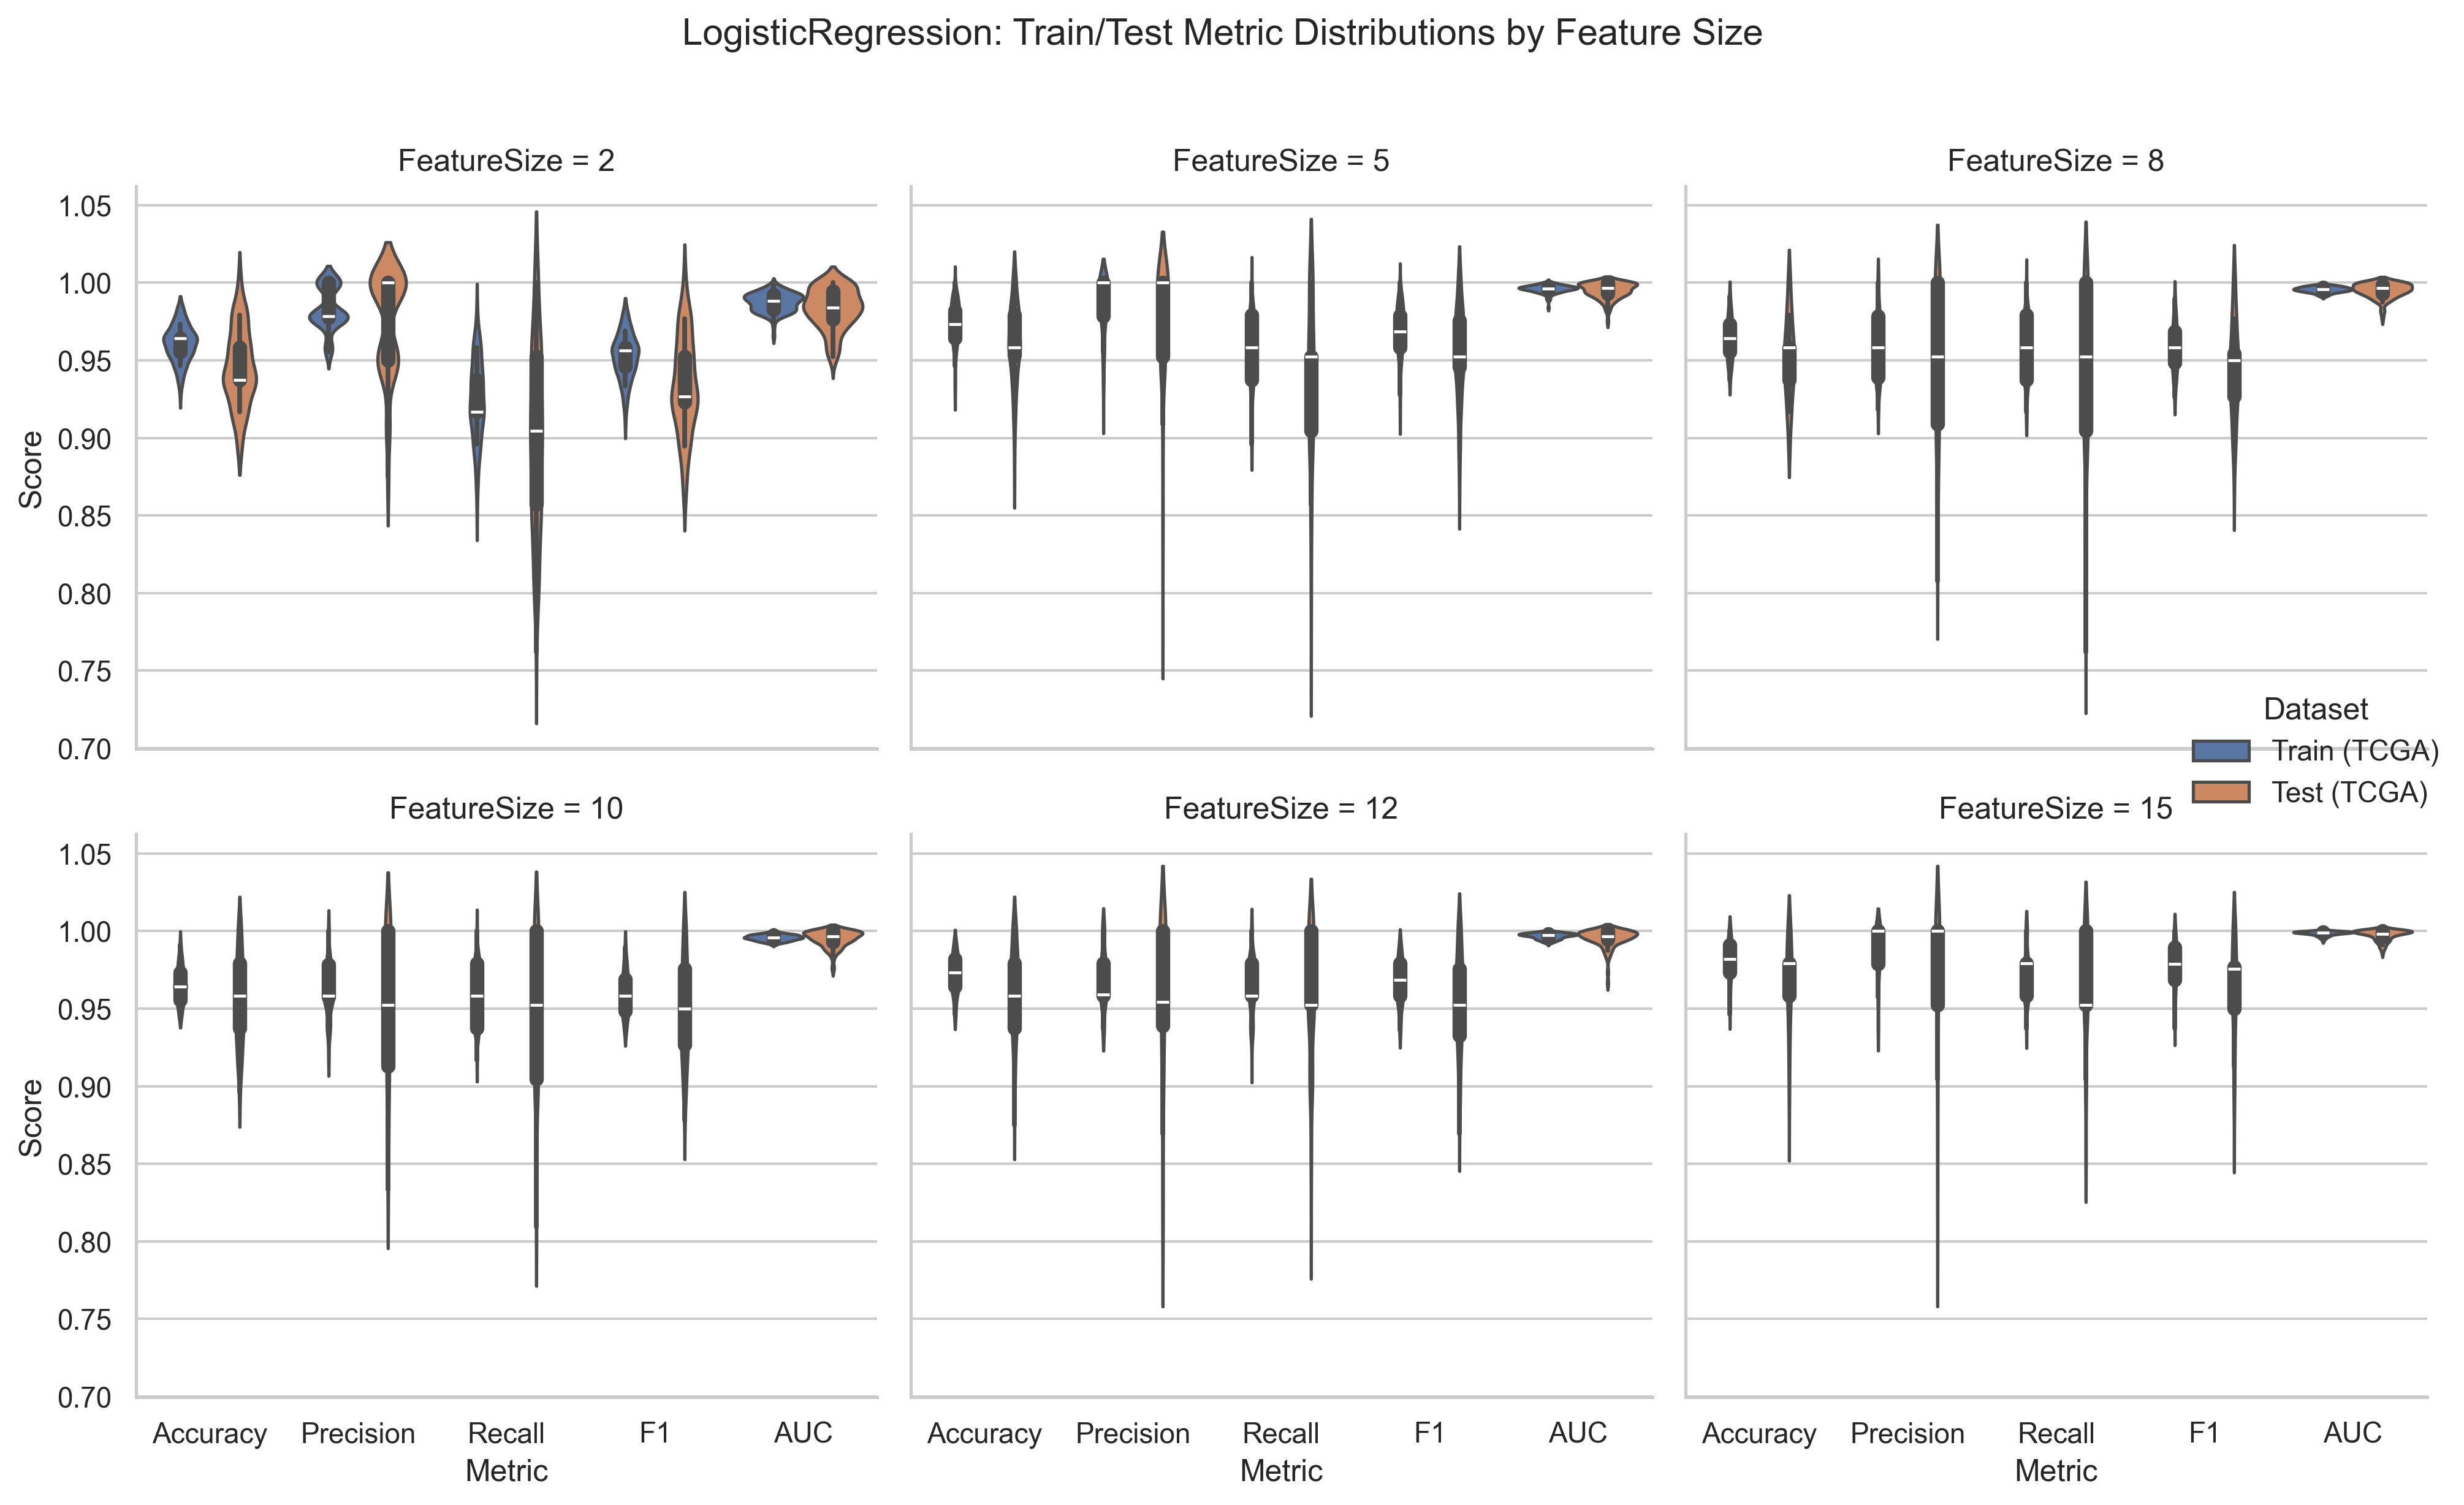 LogisticRegression: Train/Test Metric Distributions by Feature Size
FeatureSize = 2
FeatureSize = 5
FeatureSize = 8
Score
1.05
1.00
0.95
0.90
0.85
0.80
0.75
0.70
Dataset
Train (TCGA)
Test (TCGA)
FeatureSize = 10
FeatureSize = 12
FeatureSize = 15
Score
1.05
1.00
0.95
0.90
0.85
0.80
0.75
0.70
Accuracy Precision Recall F1 AUC
Metric
Accuracy Precision Recall F1 AUC
Metric
Accuracy Precision Recall F1 AUC
Metric